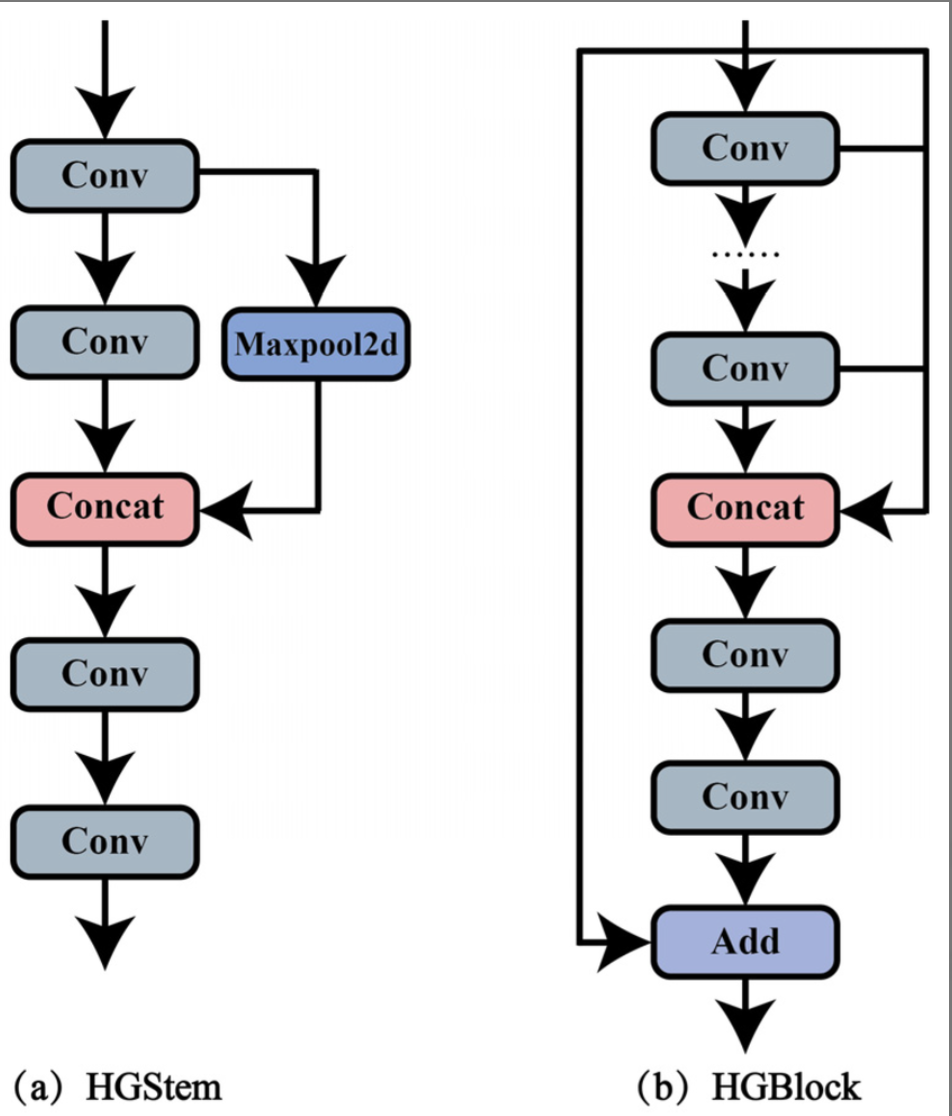 Conv
Conv
Maxpool2d
Concat
Conv
Conv
(a) HGStem
Conv
......
Conv
Concat
Conv
Conv
Add
(b) HGBlock